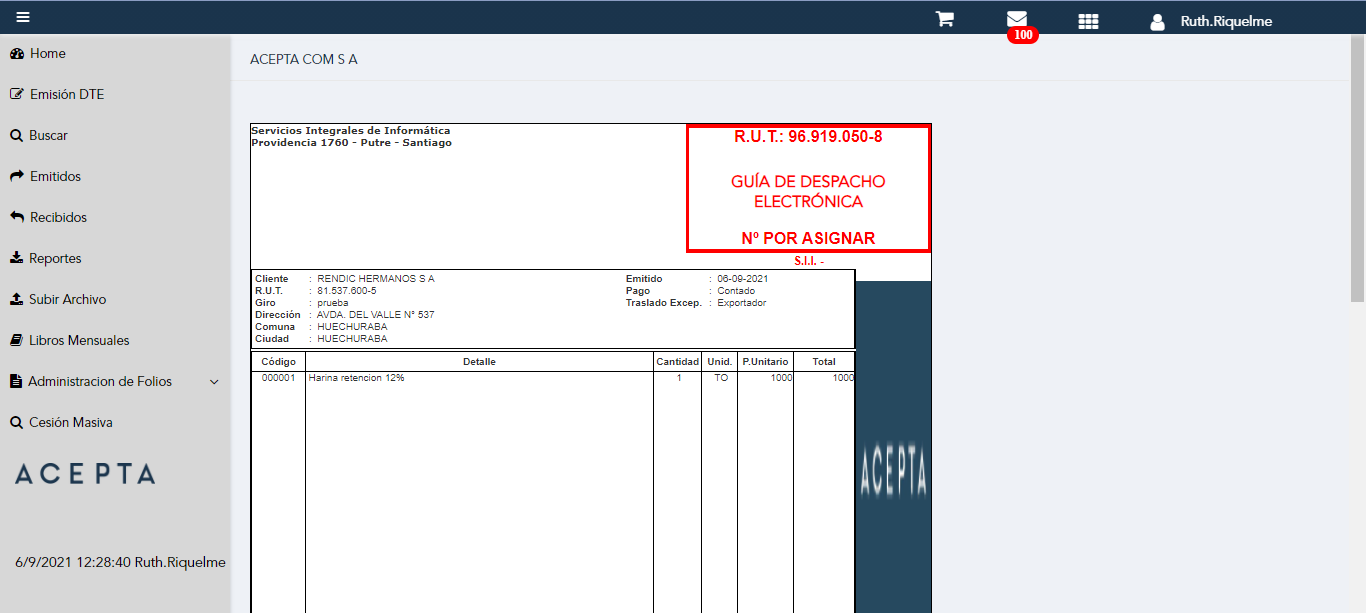 Ruth.Riquelme
100
Home
Emisión DTE
Buscar
Emitidos
Recibidos
Reportes
Subir Archivo
Libros Mensuales
Administracion de Folios
Cesión Masiva
ACEPTA
6/9/2021 12:28:40 Ruth.Riquelme
ACEPTA COM S A
Servicios Integrales de Informática
Providencia 1760 - Putre - Santiago
R.U.T.: 96.919.050-8
GUÍA DE DESPACHO
ELECTRÓNICA
Nº POR ASIGNAR
S.I.I. -
Cliente : RENDIC HERMANOS S A Emitido : 06-09-2021
R.U.T. : 81.537.600-5 Pago : Contado
Giro : prueba Traslado Excep. : Exportador
Dirección : AVDA. DEL VALLE N° 537
Comuna : HUECHURABA
Ciudad : HUECHURABA
Código Detalle Cantidad Unid. P.Unitario Total
000001 Harina retencion 12% 1 TO 1000 1000
ACEPTA